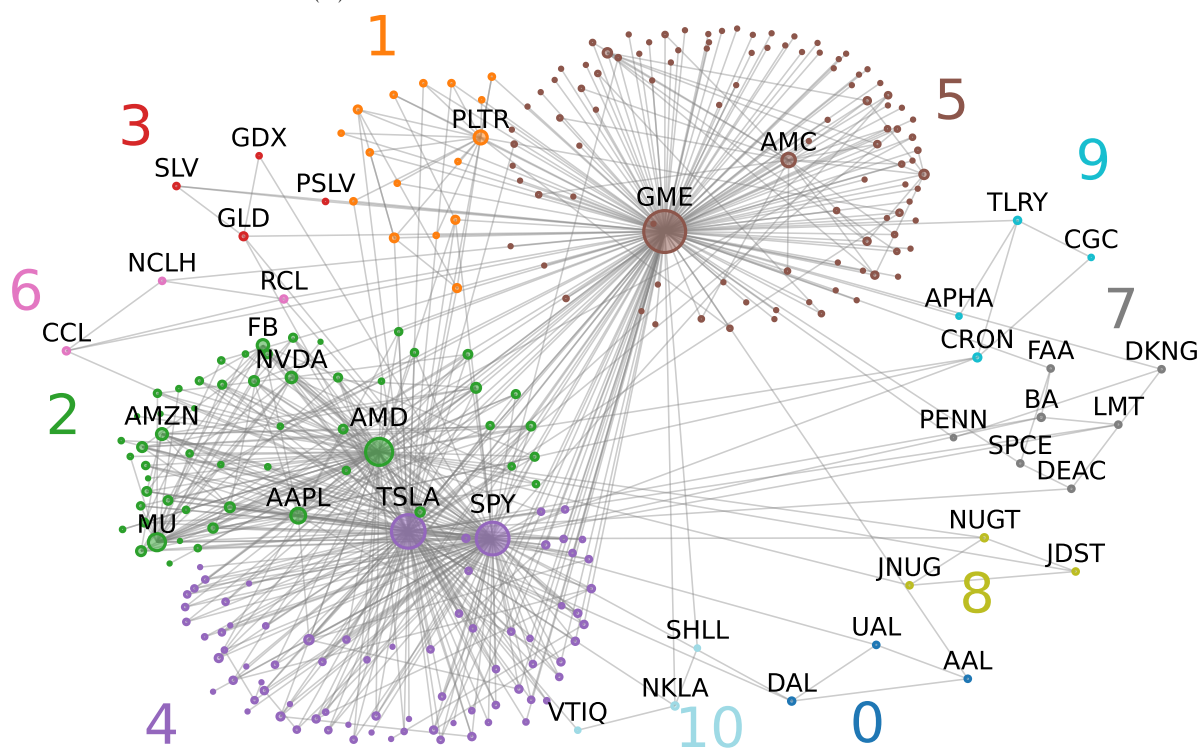 1
3
5
GDX
PLTR
SLV
PSLV
AMC
9
GLD
GME
TLRY
CGC
NCLH
RCL
6
APHA
7
CCL
FB
CRON
FAA
DKNG
NVDA
2
AMZN
AMD
BA
LMT
PENN
SPCE
DEAC
AAPL
TSLA
SPY
MU
NUGT
JDST
JNUG
8
SHLL
UAL
AAL
NKLA
DAL
VTIQ
4
10
0